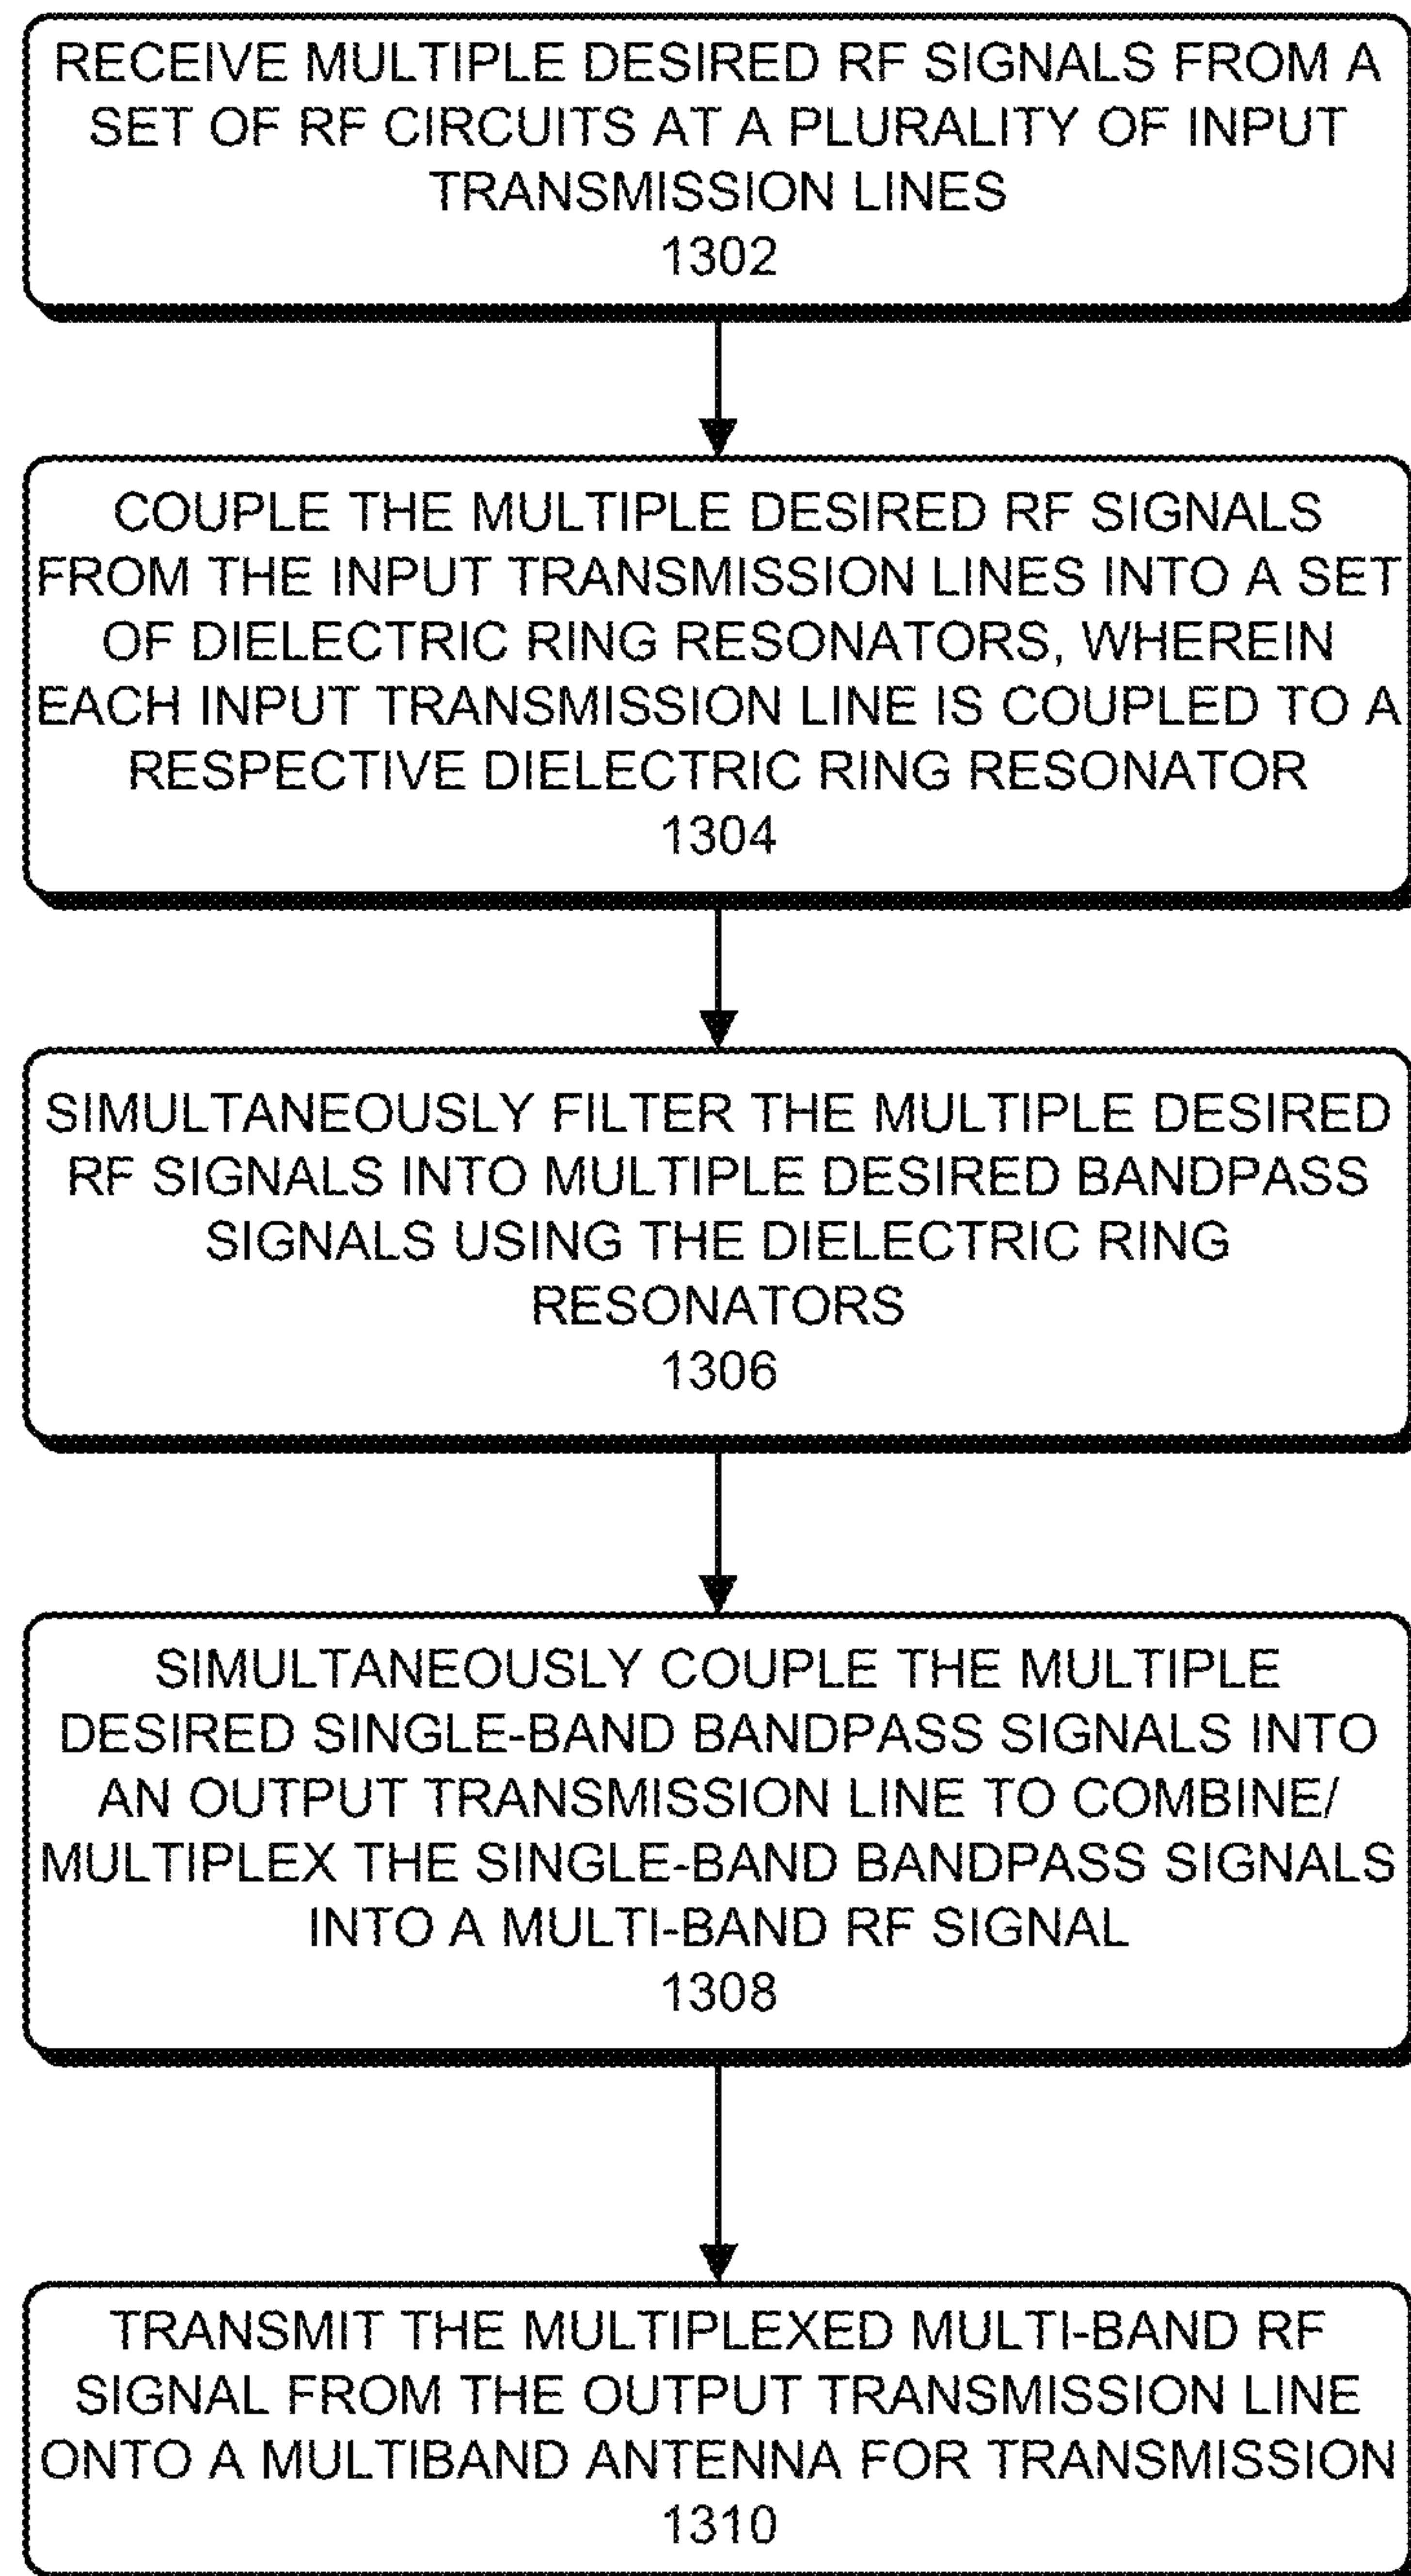 RECEIVE MULTIPLE DESIRED RF SIGNALS FROM A
SET OF RF CIRCUITS AT A PLURALITY OF INPUT
TRANSMISSION LINES
1302
COUPLE THE MULTIPLE DESIRED RF SIGNALS
FROM THE INPUT TRANSMISSION LINES INTO A SET
OF DIELECTRIC RING RESONATORS, WHEREIN
EACH INPUT TRANSMISSION LINE IS COUPLED TO A
RESPECTIVE DIELECTRIC RING RESONATOR
1304
SIMULTANEOUSLY FILTER THE MULTIPLE DESIRED
RF SIGNALS INTO MULTIPLE DESIRED BANDPASS
SIGNALS USING THE DIELECTRIC RING
RESONATORS
1306
SIMULTANEOUSLY COUPLE THE MULTIPLE
DESIRED SINGLE-BAND BANDPASS SIGNALS INTO
AN OUTPUT TRANSMISSION LINE TO COMBINE/
MULTIPLEX THE SINGLE-BAND BANDPASS SIGNALS
INTO A MULTI-BAND RF SIGNAL
1308
TRANSMIT THE MULTIPLEXED MULTI-BAND RF
SIGNAL FROM THE OUTPUT TRANSMISSION LINE
ONTO A MULTIBAND ANTENNA FOR TRANSMISSION
1310